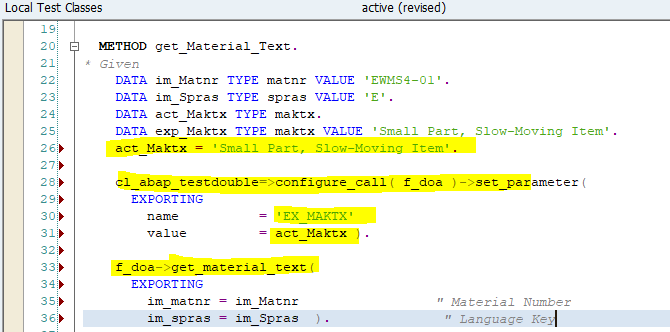 Local Test Classes active (revised)
19
20 METHOD get_Material_Text.
21 * Given
22 DATA im_Matnr TYPE matnr VALUE 'EWMS4-01'.
23 DATA im_Spras TYPE spras VALUE 'E'.
24 DATA act_Maktx TYPE maktx.
25 DATA exp_Maktx TYPE maktx VALUE 'Small Part, Slow-Moving Item'.
26 act_Maktx = 'Small Part, Slow-Moving Item'.
27
28 cl_abap_testdouble=>configure_call( f_doa )->set_parameter(
29 EXPORTING
30 name = 'EX_MAKTX'
31 value = act_Maktx ).
32
33 f_doa->get_material_text(
34 EXPORTING
35 im_matnr = im_Matnr " Material Number
36 im_spras = im_Spras ). " Language Key